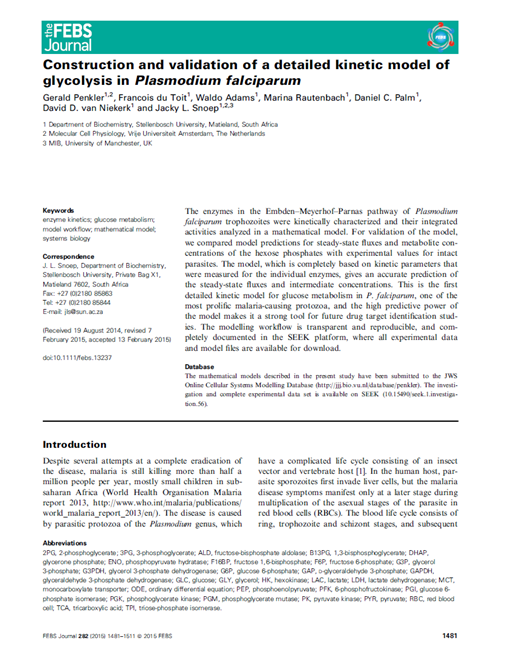 the FEBS
Journal
FEBS
Construction and validation of a detailed kinetic model of
glycolysis in Plasmodium falciparum
Gerald Penkler1,2, Francois du Toit1, Waldo Adams1, Marina Rautenbach1, Daniel C. Palm1,
David D. van Niekerk1 and Jacky L. Snoep1,2,3
1 Department of Biochemistry, Stellenbosch University, Matieland, South Africa
2 Molecular Cell Physiology, Vrije Universiteit Amsterdam, The Netherlands
3 MIB, University of Manchester, UK
Keywords
enzyme kinetics; glucose metabolism;
model workflow; mathematical model;
systems biology
Correspondence
J. L. Snoep, Department of Biochemistry,
Stellenbosch University, Private Bag X1,
Matieland 7602, South Africa
Fax: +27 (0)2180 85863
Tel: +27 (0)2180 85844
E-mail: jls@sun.ac.za
(Received 19 August 2014, revised 7
February 2015, accepted 13 February 2015)
doi:10.1111/febs.13237
The enzymes in the Embden–Meyerhof–Parnas pathway of Plasmodium
falciparum trophozoites were kinetically characterized and their integrated
activities analyzed in a mathematical model. For validation of the model,
we compared model predictions for steady-state fluxes and metabolite con-
centrations of the hexose phosphates with experimental values for intact
parasites. The model, which is completely based on kinetic parameters that
were measured for the individual enzymes, gives an accurate prediction of
the steady-state fluxes and intermediate concentrations. This is the first
detailed kinetic model for glucose metabolism in P. falciparum, one of the
most prolific malaria-causing protozoa, and the high predictive power of
the model makes it a strong tool for future drug target identification stud-
ies. The modelling workflow is transparent and reproducible, and com-
pletely documented in the SEEK platform, where all experimental data
and model files are available for download.
Database
The mathematical models described in the present study have been submitted to the JWS
Online Cellular Systems Modelling Database (http://jjj.bio.vu.nl/database/penkler). The investi-
gation and complete experimental data set is available on SEEK (10.15490/seek.1.investiga-
tion.56).
Introduction
Despite several attempts at a complete eradication of
the disease, malaria is still killing more than half a
million people per year, mostly small children in sub-
saharan Africa (World Health Organisation Malaria
report 2013, http://www.who.int/malaria/publications/
world_malaria_report_2013/en/). The disease is caused
by parasitic protozoa of the Plasmodium genus, which
have a complicated life cycle consisting of an insect
vector and vertebrate host [1]. In the human host, par-
asite sporozoites first invade liver cells, but the malaria
disease symptoms manifest only at a later stage during
multiplication of the asexual stages of the parasite in
red blood cells (RBCs). The blood life cycle consists of
ring, trophozoite and schizont stages, and subsequent
Abbreviations
2PG, 2-phosphoglycerate; 3PG, 3-phosphoglycerate; ALD, fructose-bisphosphate aldolase; B13PG, 1,3-bisphosphoglycerate; DHAP,
glycerone phosphate; ENO, phosphopyruvate hydratase; F16BP, fructose 1,6-bisphosphate; F6P, fructose 6-phosphate; G3P, glycerol
3-phosphate; G3PDH, glycerol 3-phosphate dehydrogenase; G6P, glucose 6-phosphate; GAP, D-glyceraldehyde 3-phosphate; GAPDH,
glyceraldehyde 3-phosphate dehydrogenase; GLC, glucose; GLY, glycerol; HK, hexokinase; LAC, lactate; LDH, lactate dehydrogenase; MCT,
monocarboxylate transporter; ODE, ordinary differential equation; PEP, phosphoenolpyruvate; PFK, 6-phosphofructokinase; PGI, glucose 6-
phosphate isomerase; PGK, phosphoglycerate kinase; PGM, phosphoglycerate mutase; PK, pyruvate kinase; PYR, pyruvate; RBC, red blood
cell; TCA, tricarboxylic acid; TPI, triose-phosphate isomerase.
FEBS Journal 282 (2015) 1481–1511 © 2015 FEBS
1481